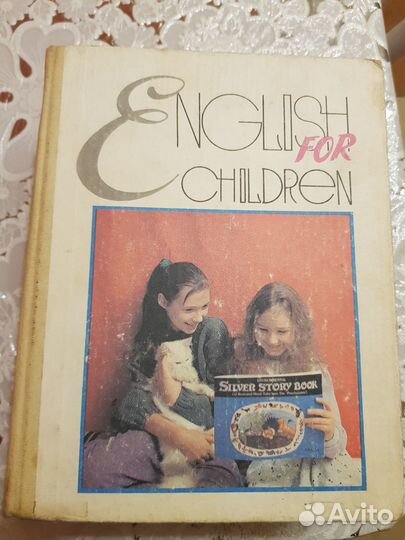 ENGLISH
FOR
CHILDREN
SILVER STORY BOOK
Avito